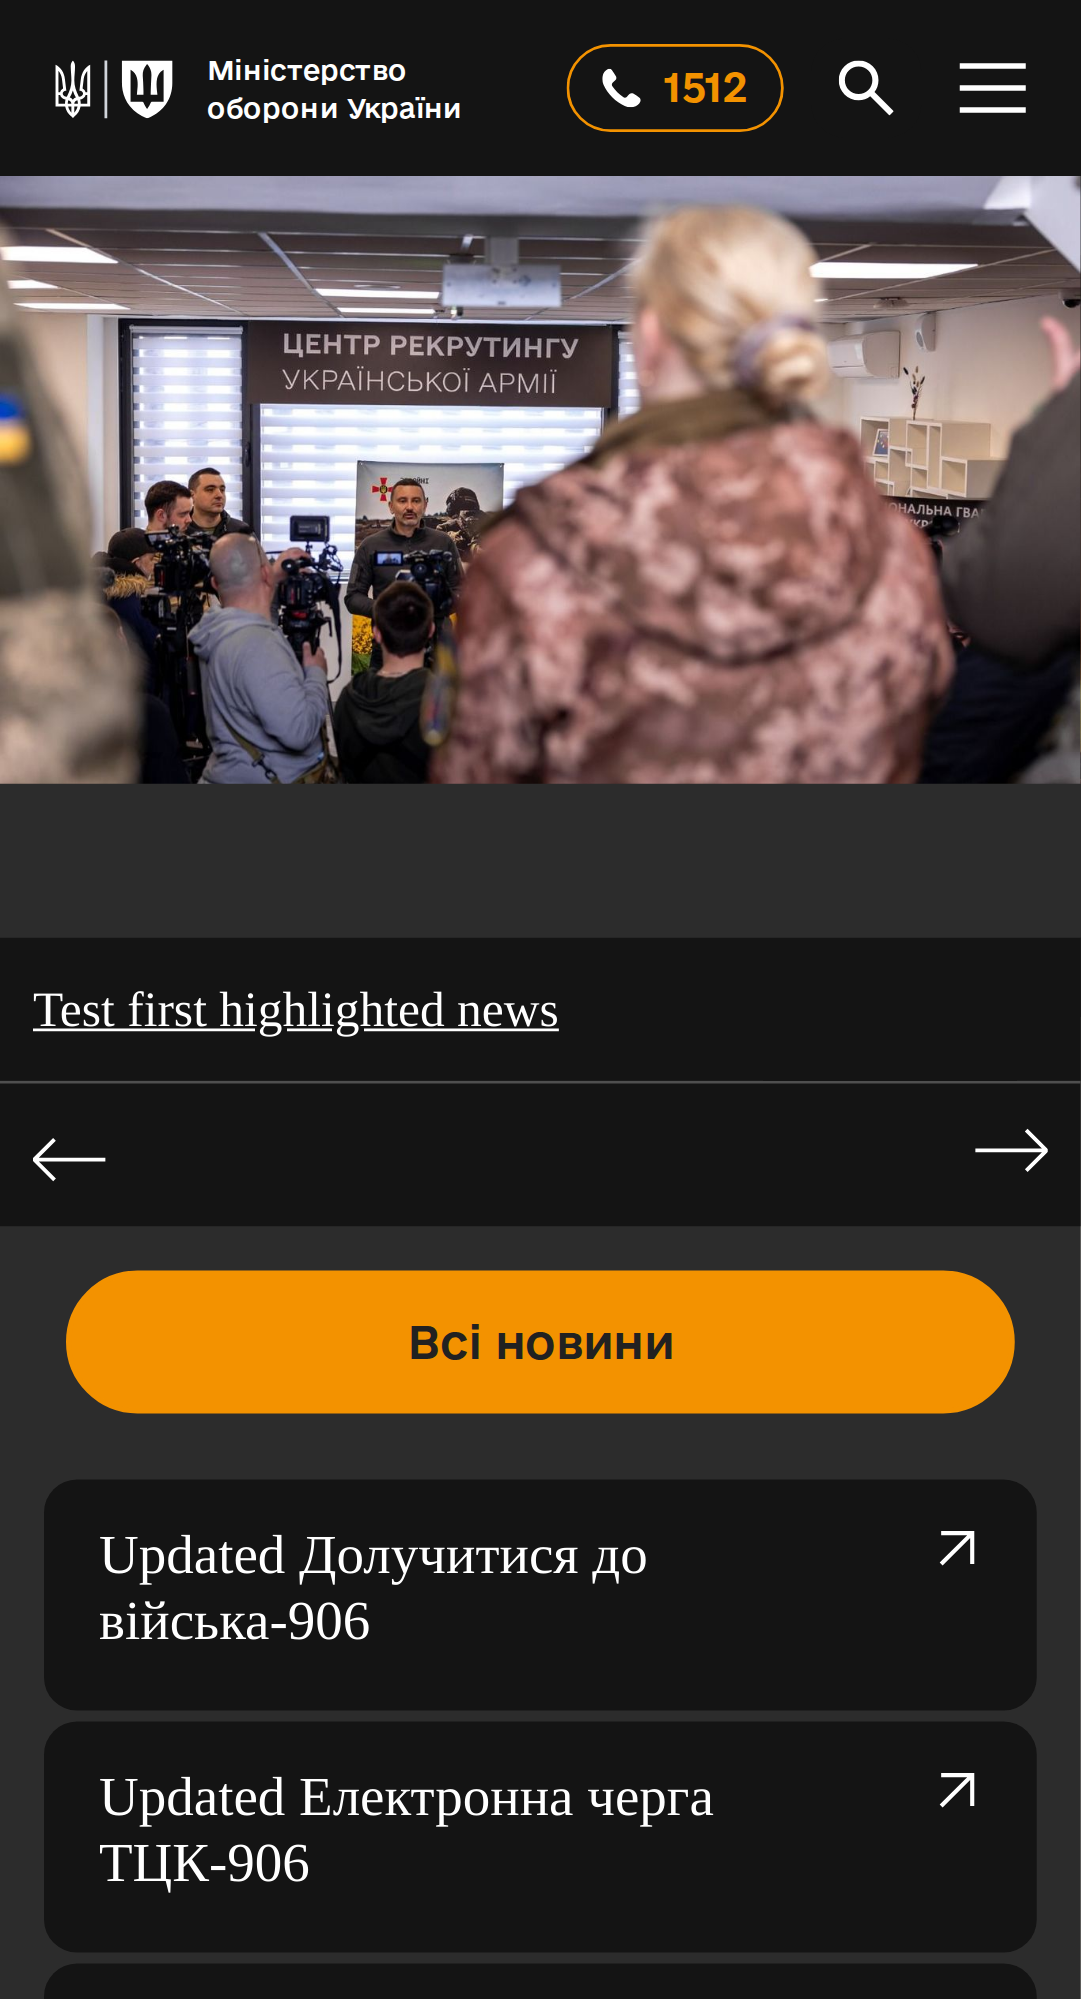 Міністерство
оборони України
1512
ЦЕНТР РЕКРУТИНГУ
УКРАЇНСЬКОЇ АРМІЇ
Test first highlighted news
Всі новини
Updated Долучитися до
війська-906
Updated Електронна черга
ТЦК-906